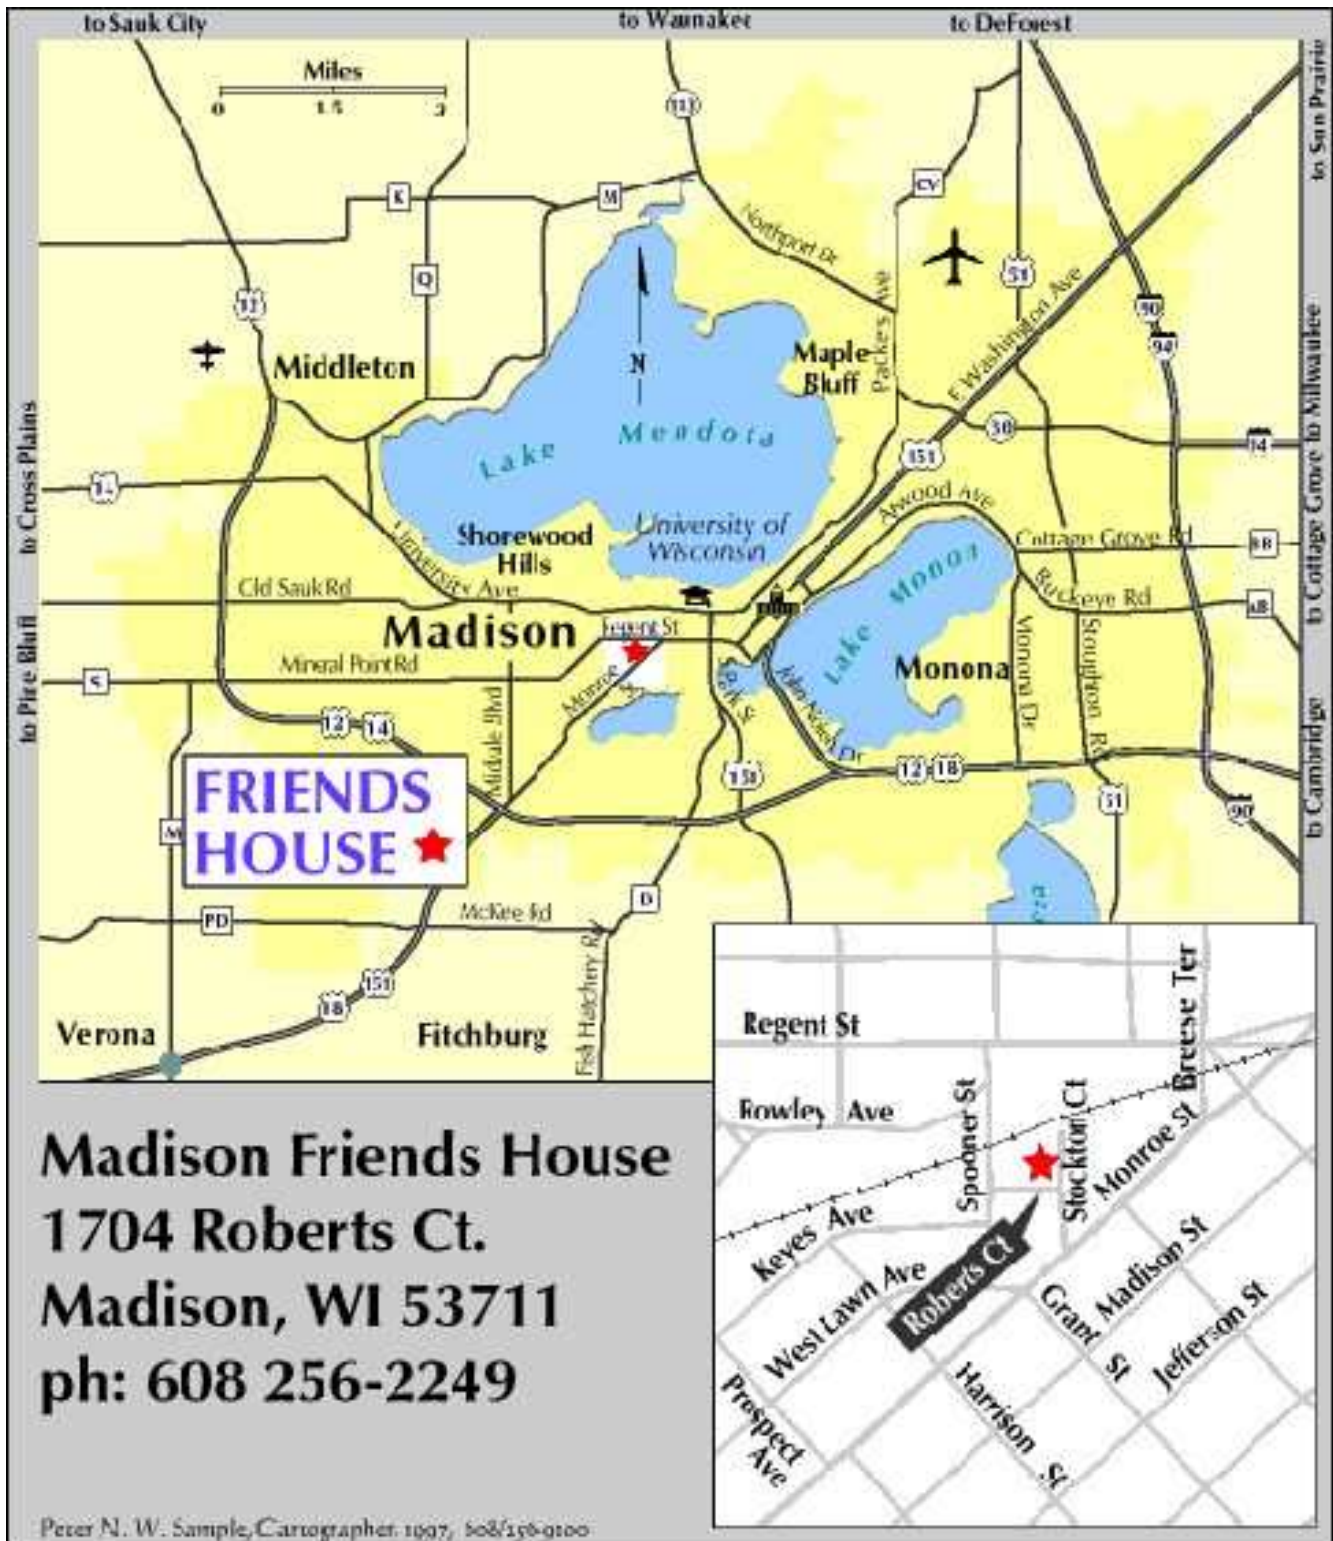 to Sauk City
to Waunakee
to DeForest
to Sun Prairie
Miles
0 1.5 3
113
CV
K
M
Northport Dr
51
Q
12
Packers Ave
E Washington Ave
90
94
N
Middleton
Maple
Bluff
to Cross Plains
to Milwaukee
Lake Mendota
30
94
151
14
Atwood Ave
University of
Wisconsin
Shorewood
Hills
University Ave
Cottage Grove Rd
BB
to Cottage Grove
Lake Monona
Old Sauk Rd
Buckeye Rd
AB
Madison
Regent St
Mineral Point Rd
S
to Pine Bluff
Monroe St
Park St
John Nolen Dr
Monona
Monona Dr
Stoughton Rd
Midvale Blvd
12 14
12 18
151
51
90
to Cambridge
FRIENDS
HOUSE
M
D
PD
McKee Rd
Fish Hatchery Rd
151
18
Verona
Fitchburg
Regent St
Breese Ter
Rowley Ave
Spooner St
Stockton Ct
Monroe St
Keyes Ave
West Lawn Ave
Roberts Ct
Madison St
Grant St
Jefferson St
Harrison St
Prospect
Ave
Madison Friends House
1704 Roberts Ct.
Madison, WI 53711
ph: 608 256-2249
Peter N. W. Sample, Cartographer. 1997, 608/256-9100